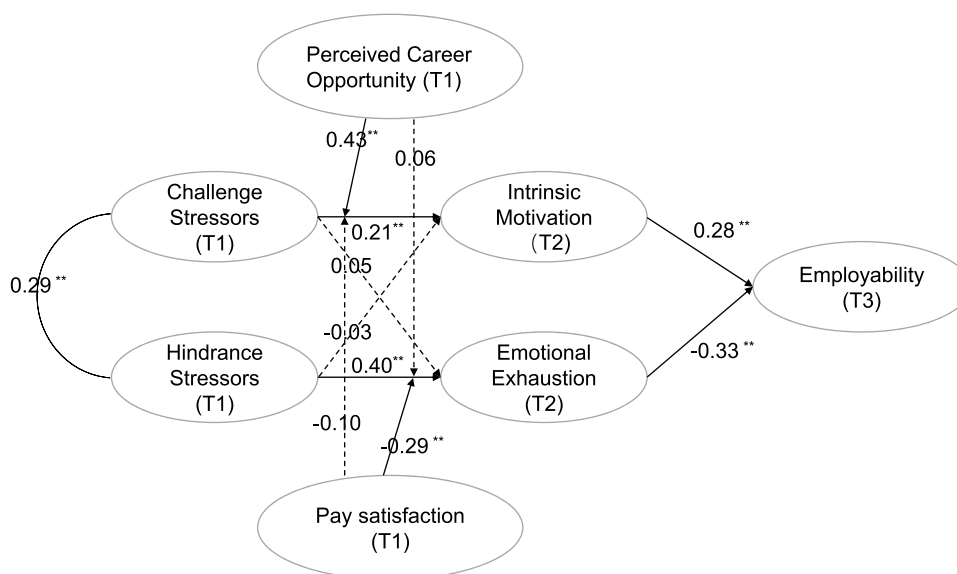 Perceived Career
Opportunity (T1)
0.43**
0.06
Challenge
Stressors
(T1)
Intrinsic
Motivation
（T2)
0.21**
0.28 **
0.05
0.29 **
Employability
(T3)
-0.03
Hindrance
Stressors
(T1)
0.40**
Emotional
Exhaustion
(T2)
-0.33 **
-0.10
-0.29 **
Pay satisfaction
(T1)